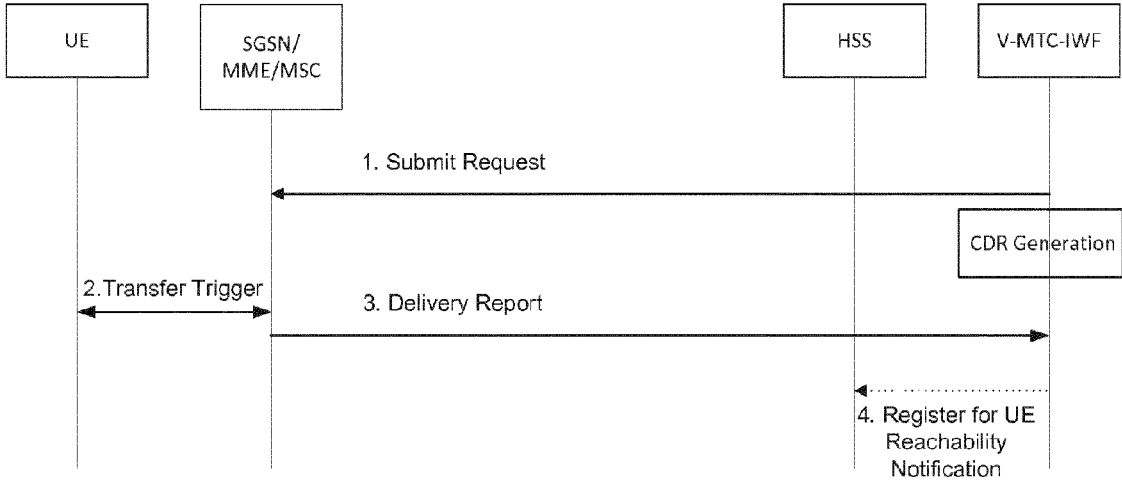 UE
SGSN/
MME/MSC
HSS
V-MTC-IWF
1. Submit Request
CDR Generation
2.Transfer Trigger
3. Delivery Report
4. Register for UE
Reachability
Notification